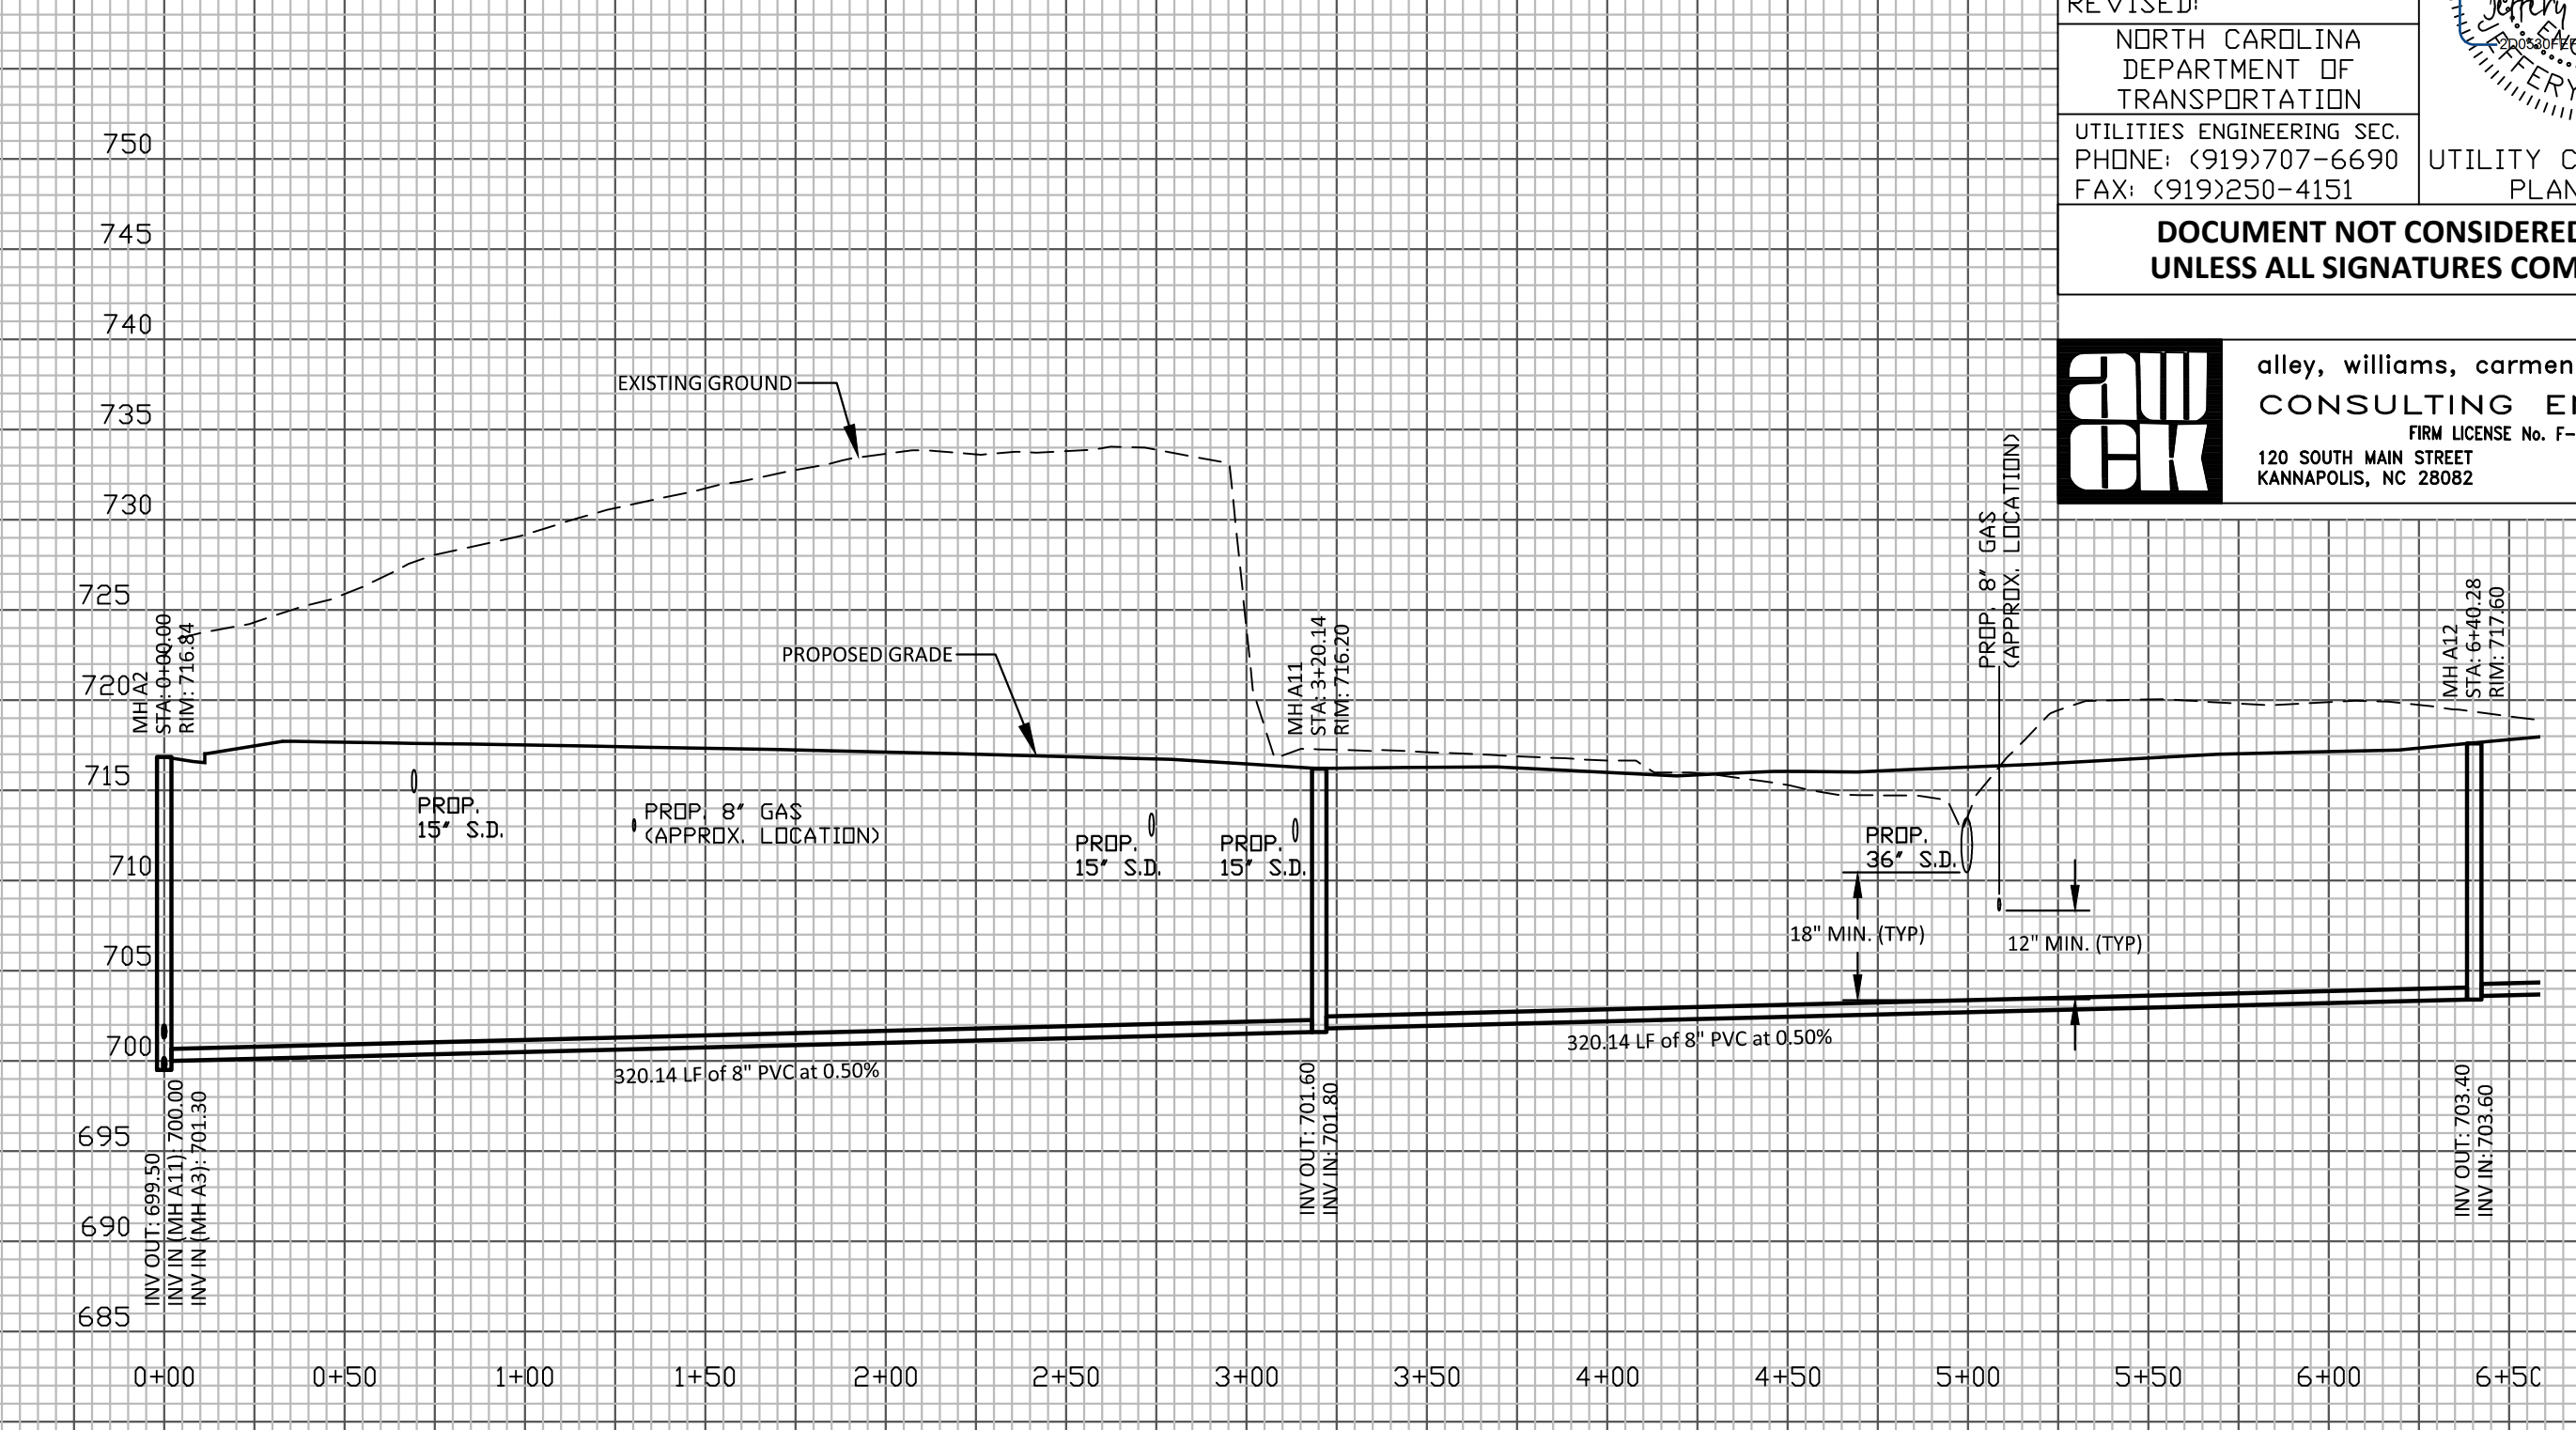 REVISED:
NORTH CAROLINA
DEPARTMENT OF
TRANSPORTATION
UTILITIES ENGINEERING SEC.
PHONE: (919)707-6690
FAX: (919)250-4151
UTILITY C
PLAN
Jeffery
JEFFERY
DOCUMENT NOT CONSIDERED
UNLESS ALL SIGNATURES COM
awck
alley, williams, carmen
CONSULTING EN
FIRM LICENSE No. F-
120 SOUTH MAIN STREET
KANNAPOLIS, NC 28082
750
745
740
735
730
725
720
715
710
705
700
695
690
685
EXISTING GROUND
PROPOSED GRADE
MH A2
STA: 0+00.00
RIM: 716.84
PROP.
15" S.D.
PROP. 8" GAS
(APPROX. LOCATION)
PROP.
15" S.D.
PROP.
15" S.D.
MH A11
STA: 3+20.14
RIM: 716.20
PROP.
36" S.D.
PROP. 8" GAS
(APPROX. LOCATION)
18" MIN. (TYP)
12" MIN. (TYP)
MH A12
STA: 6+40.28
RIM: 717.60
320.14 LF of 8" PVC at 0.50%
320.14 LF of 8" PVC at 0.50%
INV OUT: 699.50
INV IN (MH A11): 700.00
INV IN (MH A3): 701.30
INV OUT: 701.60
INV IN: 701.80
INV OUT: 703.40
INV IN: 703.60
0+00 0+50 1+00 1+50 2+00 2+50 3+00 3+50 4+00 4+50 5+00 5+50 6+00 6+50